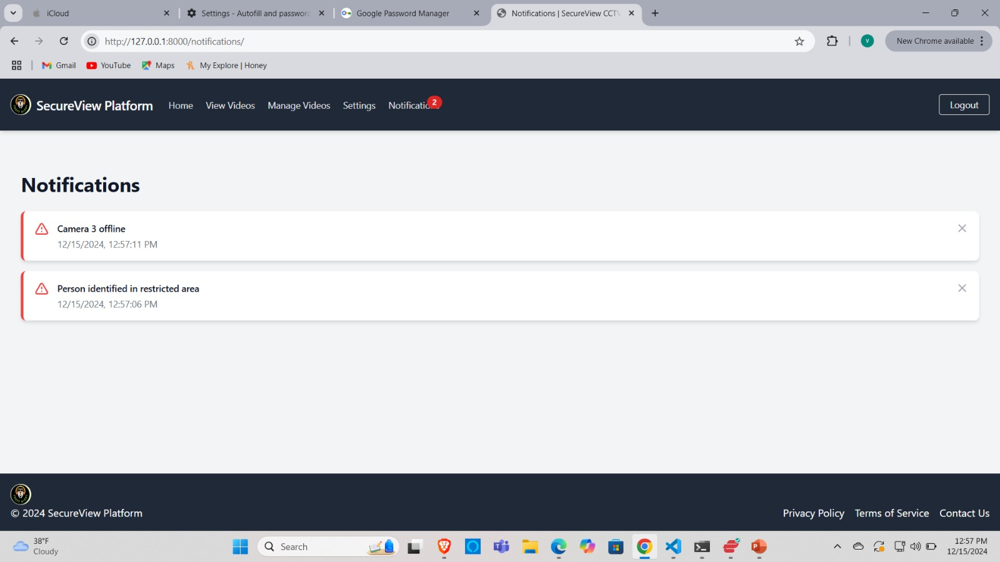 iCloud
Settings - Autofill and password
Google Password Manager
Notifications | SecureView CCTV
http://127.0.0.1:8000/notifications/
V
New Chrome available
Gmail
YouTube
Maps
My Explore | Honey
SecureView Platform
Home
View Videos
Manage Videos
Settings
Notificatio
2
Logout
Notifications
Camera 3 offline
12/15/2024, 12:57:11 PM
Person identified in restricted area
12/15/2024, 12:57:06 PM
© 2024 SecureView Platform
Privacy Policy
Terms of Service
Contact Us
38°F
Cloudy
Search
12:57 PM
12/15/2024